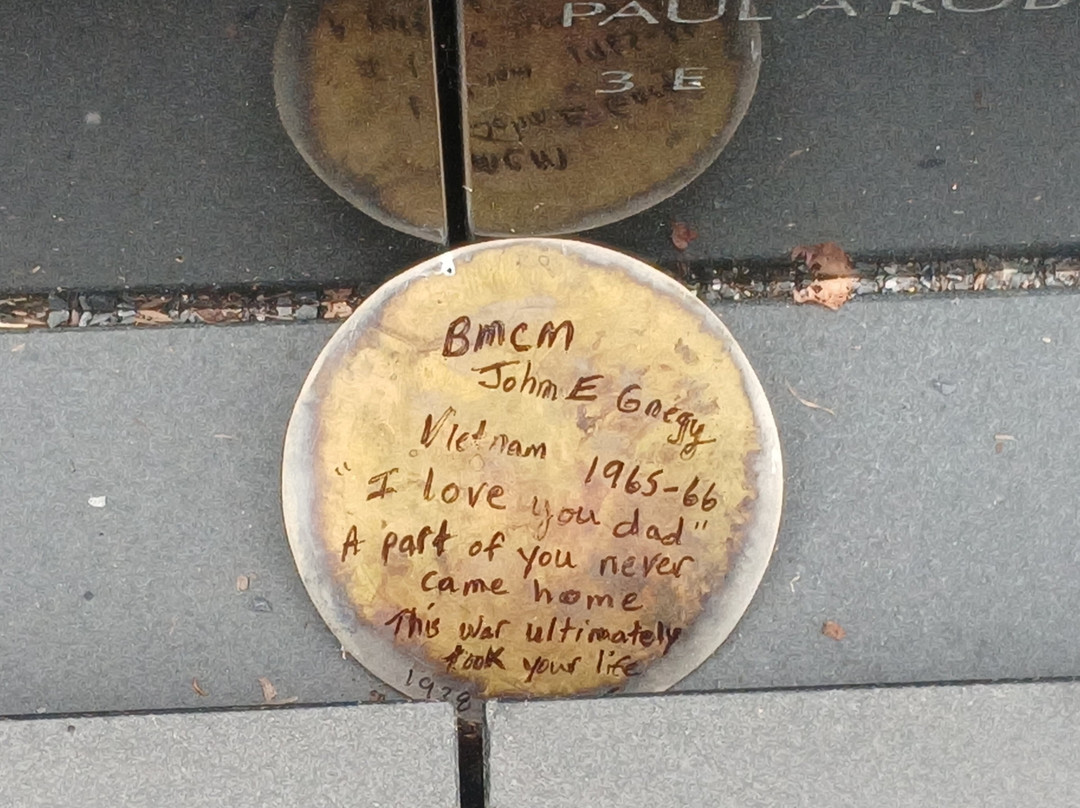 PAUL A ROD
3 E
BMCM
John E Gregg
Vietnam 1965-66
"I love you dad"
A part of you never
came home
This war ultimately
took your life
1928